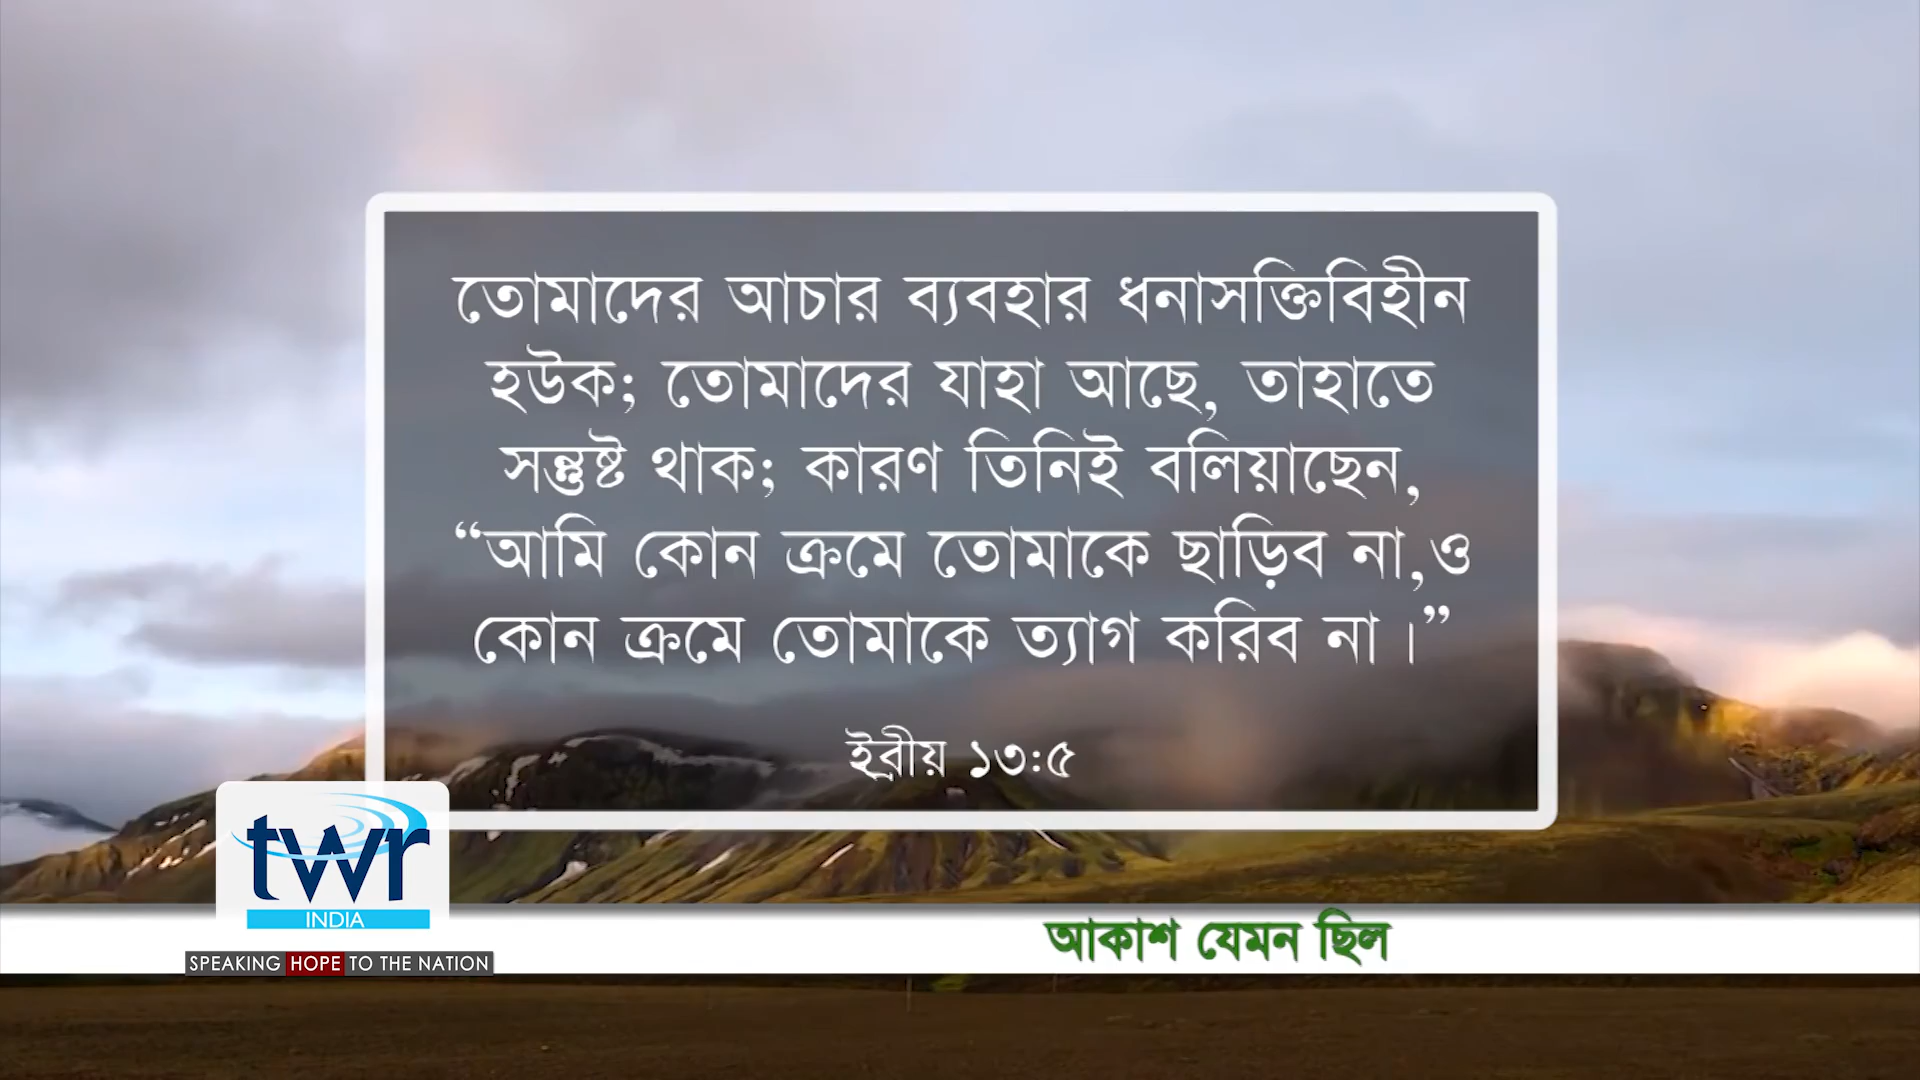 তোমাদের আচার ব্যবহার ধনাসক্তিবিহীন
হউক; তোমাদের যাহা আছে, তাহাতে
সন্তুষ্ট থাক; কারণ তিনিই বলিয়াছেন,
“আমি কোন ক্রমে তোমাকে ছাড়িব না,ও
কোন ক্রমে তোমাকে ত্যাগ করিব না।”
ইব্রীয় ১৩:৫
twr
INDIA
SPEAKING HOPE TO THE NATION
আকাশ যেমন ছিল